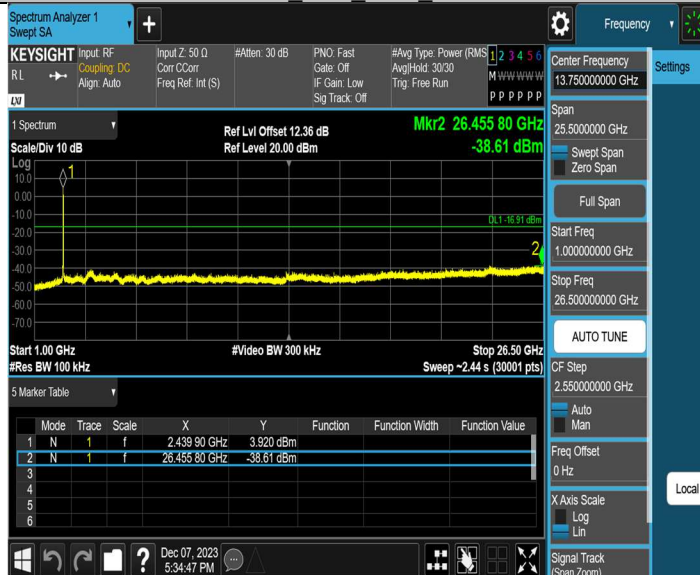 Spectrum Analyzer 1
Swept SA
+
Frequency
KEYSIGHT
Input: RF
Coupling: DC
Align: Auto
Input Z: 50 Ω
Corr CCorr
Freq Ref: Int (S)
#Atten: 30 dB
PNO: Fast
Gate: Off
IF Gain: Low
Sig Track: Off
#Avg Type: Power (RMS
Avg|Hold: 30/30
Trig: Free Run
1 2 3 4 5 6
M W W W W W
P P P P P P
R L
LXI
Center Frequency
13.750000000 GHz
Settings
Span
25.5000000 GHz
Swept Span
Zero Span
Full Span
Start Freq
1.000000000 GHz
Stop Freq
26.500000000 GHz
AUTO TUNE
CF Step
2.550000000 GHz
Auto
Man
Freq Offset
0 Hz
X Axis Scale
Log
Lin
Signal Track
(Span Zoom)
Local
1 Spectrum
Scale/Div 10 dB
Ref Lvl Offset 12.36 dB
Ref Level 20.00 dBm
Mkr2 26.455 80 GHz
-38.61 dBm
Log
10.0
0.00
-10.0
-20.0
-30.0
-40.0
-50.0
-60.0
-70.0
1
DL1 -16.91 dBm
2
Start 1.00 GHz
#Res BW 100 kHz
#Video BW 300 kHz
Stop 26.50 GHz
Sweep ~2.44 s (30001 pts)
5 Marker Table
Mode Trace Scale X Y Function Function Width Function Value
1 N 1 f 2.439 90 GHz 3.920 dBm
2 N 1 f 26.455 80 GHz -38.61 dBm
3
4
5
6
?
Dec 07, 2023
5:34:47 PM